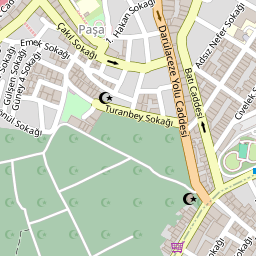 Hakan Sokağı
Paşa
Çakır Sokağı
Darülaceze Yolu Caddesi
Adsız Nefer Sokağı
Emek Sokağı
Batı Caddesi
Gülşen Sokağı
Güney 4 Sokağı
Turanbey Sokağı
Sokağı